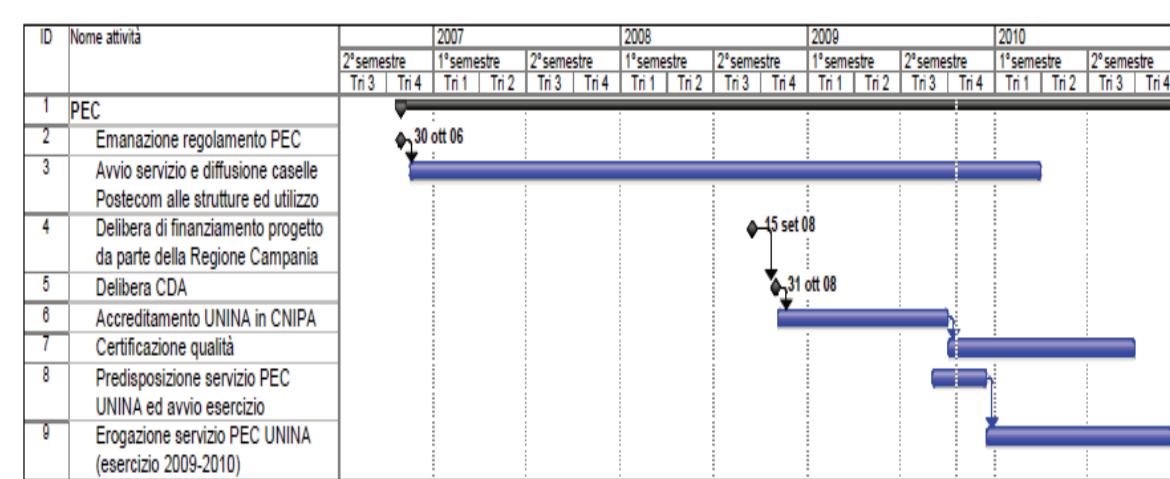 ID Nome attività 2007 2008 2009 2010
2°semestre 1°semestre 2°semestre 1°semestre 2°semestre 1°semestre 2°semestre 1°semestre 2°semestre
Tri 3 Tri 4 Tri 1 Tri 2 Tri 3 Tri 4 Tri 1 Tri 2 Tri 3 Tri 4 Tri 1 Tri 2 Tri 3 Tri 4 Tri 1 Tri 2 Tri 3 Tri 4
1 PEC
2 Emanazione regolamento PEC 30 ott 06
3 Avvio servizio e diffusione caselle
Postecom alle strutture ed utilizzo
4 Delibera di finanziamento progetto 15 set 08
da parte della Regione Campania
5 Delibera CDA 31 ott 08
6 Accreditamento UNINA in CNIPA
7 Certificazione qualità
8 Predisposizione servizio PEC
UNINA ed avvio esercizio
9 Erogazione servizio PEC UNINA
(esercizio 2009-2010)